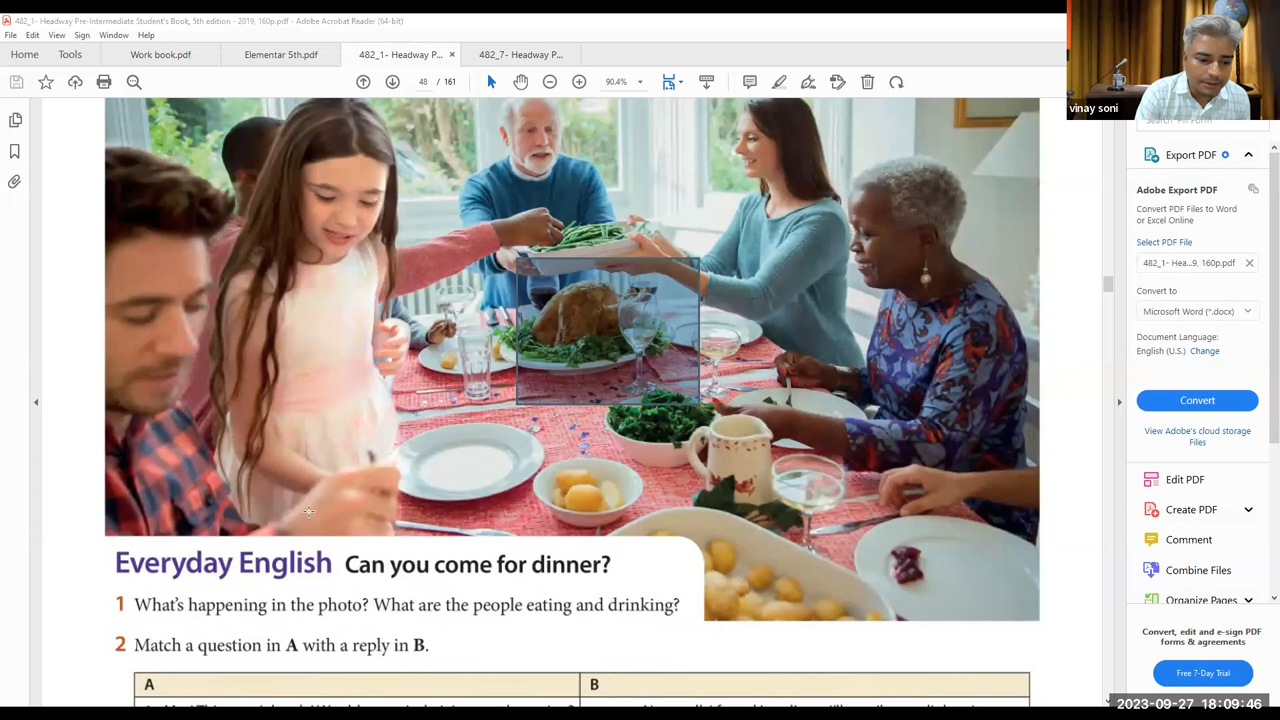 482_1- Headway Pre-Intermediate Student's Book, 5th edition - 2019, 160p.pdf - Adobe Acrobat Reader (64-bit)
File Edit View Sign Window Help
Home Tools Work book.pdf Elementar 5th.pdf 482_1- Headway P... × 482_7- Headway P...
48 / 161 90.4%
vinay soni
Export PDF
Adobe Export PDF
Convert PDF Files to Word
or Excel Online
Select PDF File
482_1- Hea...9, 160p.pdf
Convert to
Microsoft Word (*.docx)
Document Language:
English (U.S.) Change
Convert
View Adobe's cloud storage
Files
Edit PDF
Create PDF
Comment
Combine Files
Organize Pages
Convert, edit and e-sign PDF
forms & agreements
Free 7-Day Trial
Everyday English Can you come for dinner?
1 What's happening in the photo? What are the people eating and drinking?
2 Match a question in A with a reply in B.
A B
2023-09-27 18:09:46